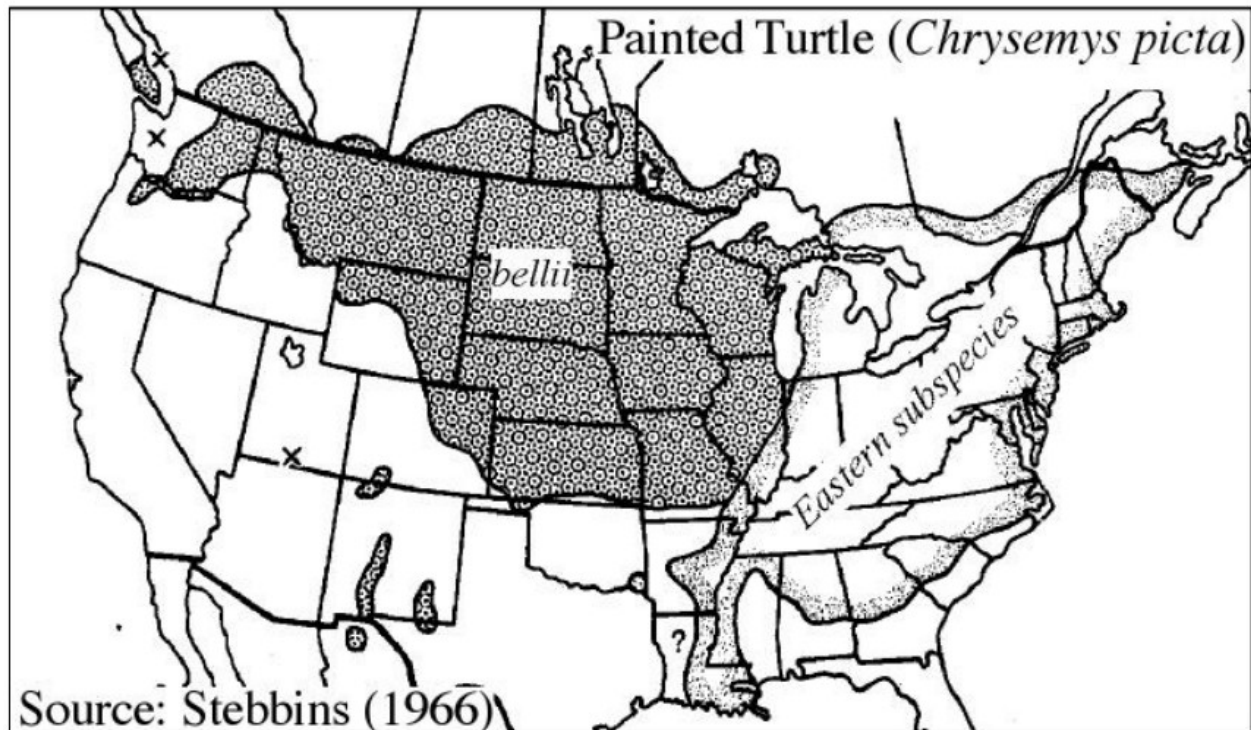 Painted Turtle (Chrysemys picta)
bellii
Eastern subspecies
?
Source: Stebbins (1966)